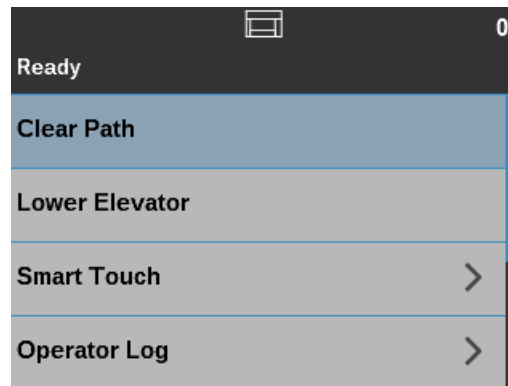 0
Ready
Clear Path
Lower Elevator
Smart Touch
Operator Log